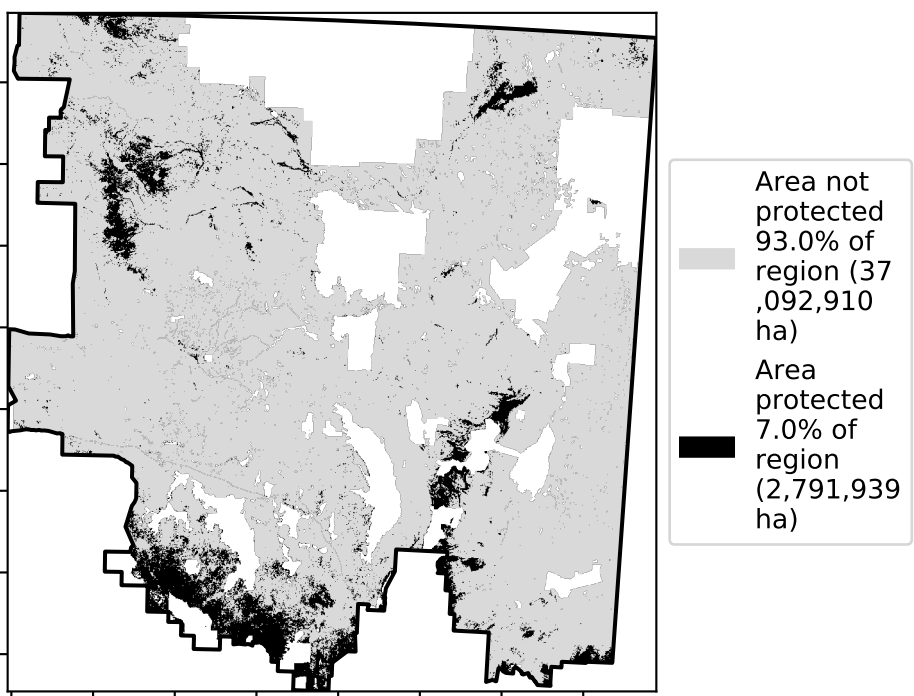 Area not
protected
93.0% of
region (37
,092,910
ha)
Area
protected
7.0% of
region
(2,791,939
ha)